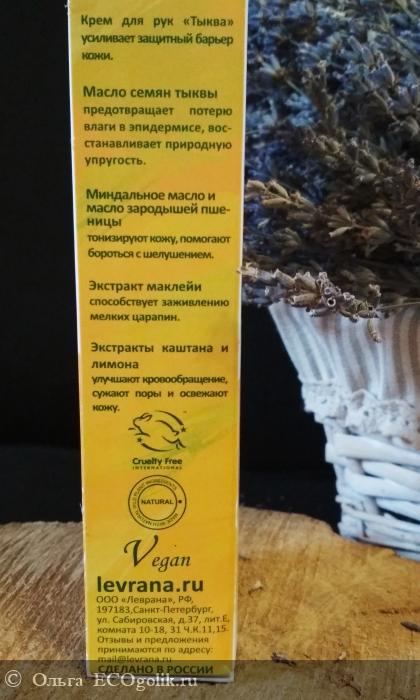 Крем для рук «Тыква»
усиливает защитный барьер
кожи.
Масло семян тыквы
предотвращает потерю
влаги в эпидермисе, вос-
станавливает природную
упругость.
Миндальное масло и
масло зародышей пше-
ницы
тонизируют кожу, помогают
бороться с шелушением.
Экстракт маклейи
способствует заживлению
мелких царапин.
Экстракты каштана и
лимона
улучшают кровообращение,
сужают поры и освежают
кожу.
Cruelty Free
INTERNATIONAL
NATURAL
Vegan
levrana.ru
ООО «Леврана», РФ,
197183,Санкт-Петербург,
ул. Сабировская, д.37, лит.Е,
комната 10-18, 31 Ч.К.11,15.
Отзывы и предложения
принимаются по адресу:
mail@levrana.ru
СДЕЛАНО В РОССИИ
© Ольга ECOgolik.ru